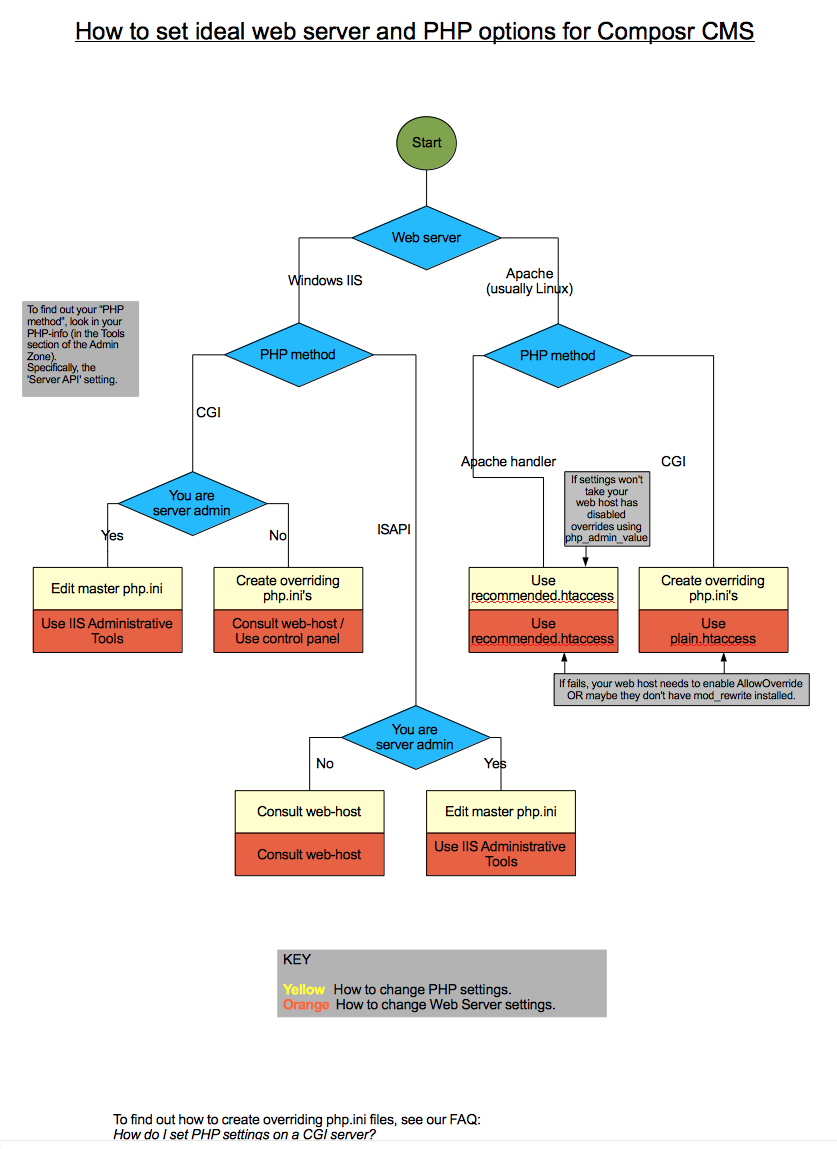 How to set ideal web server and PHP options for Composr CMS
Start
Web server
Windows IIS
Apache
(usually Linux)
To find out your "PHP
method", look in your
PHP-info (in the Tools
section of the Admin
Zone).
Specifically, the
'Server API' setting.
PHP method
PHP method
CGI
Apache handler
CGI
If settings won't
take your
web host has
disabled
overrides using
php_admin_value
You are
server admin
Yes
No
ISAPI
Edit master php.ini
Use IIS Administrative
Tools
Create overriding
php.ini's
Consult web-host /
Use control panel
Use
recommended.htaccess
Use
recommended.htaccess
Create overriding
php.ini's
Use
plain.htaccess
If fails, your web host needs to enable AllowOverride
OR maybe they don't have mod_rewrite installed.
You are
server admin
No
Yes
Consult web-host
Consult web-host
Edit master php.ini
Use IIS Administrative
Tools
KEY
Yellow How to change PHP settings.
Orange How to change Web Server settings.
To find out how to create overriding php.ini files, see our FAQ:
How do I set PHP settings on a CGI server?